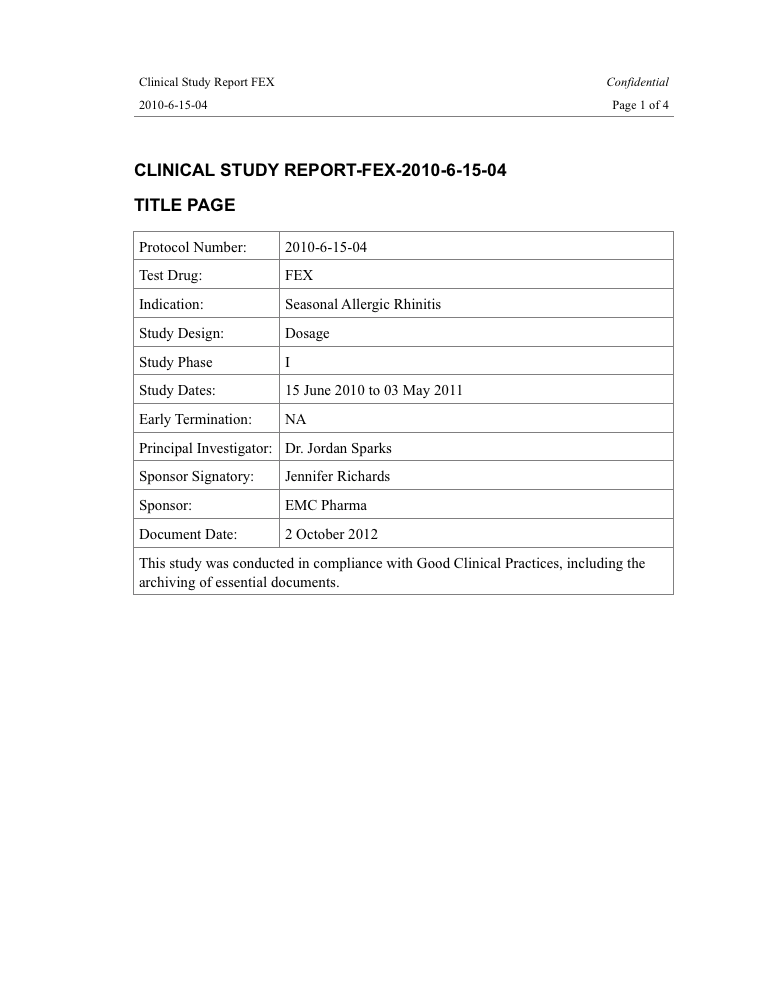 Clinical Study Report FEX Confidential
2010-6-15-04 Page 1 of 4
CLINICAL STUDY REPORT-FEX-2010-6-15-04
TITLE PAGE
Protocol Number: 2010-6-15-04
Test Drug: FEX
Indication: Seasonal Allergic Rhinitis
Study Design: Dosage
Study Phase I
Study Dates: 15 June 2010 to 03 May 2011
Early Termination: NA
Principal Investigator: Dr. Jordan Sparks
Sponsor Signatory: Jennifer Richards
Sponsor: EMC Pharma
Document Date: 2 October 2012
This study was conducted in compliance with Good Clinical Practices, including the
archiving of essential documents.